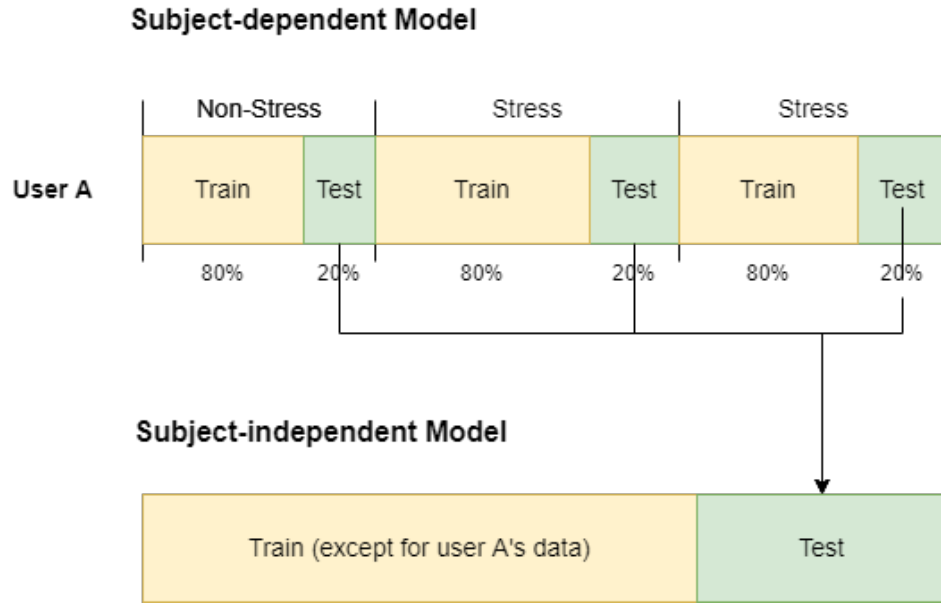 Subject-dependent Model
Non-Stress Stress Stress
User A Train Test Train Test Train Test
80% 20% 80% 20% 80% 20%
Subject-independent Model
Train (except for user A's data) Test